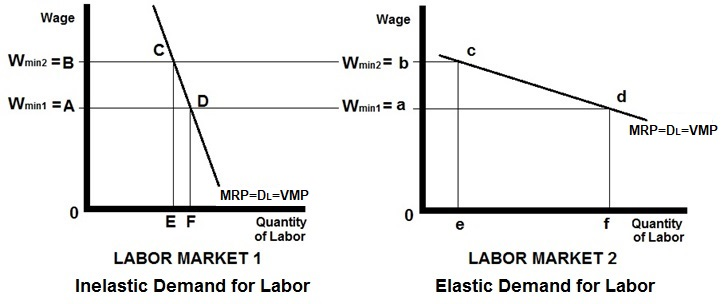 Wage
C
Wmin2 = B
D
Wmin1 = A
MRP=DL=VMP
0
E F
Quantity
of Labor
LABOR MARKET 1
Inelastic Demand for Labor
Wage
c
Wmin2 = b
d
Wmin1 = a
MRP=DL=VMP
0
e
f
Quantity
of Labor
LABOR MARKET 2
Elastic Demand for Labor